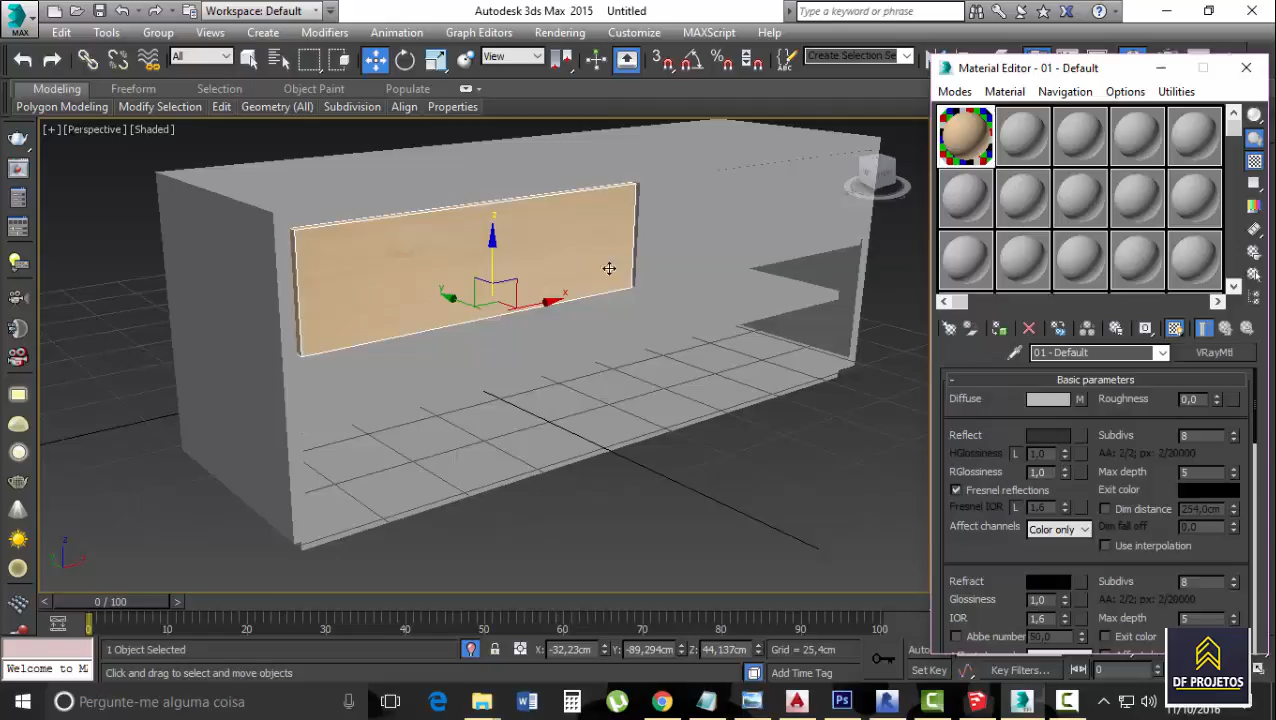 MAX
Workspace: Default
Autodesk 3ds Max 2015
Untitled
Type a keyword or phrase
Edit Tools Group Views Create Modifiers Animation Graph Editors Rendering Customize MAXScript Help
All
View
Create Selection Se
Modeling Freeform Selection Object Paint Populate
Polygon Modeling Modify Selection Edit Geometry (All) Subdivision Align Properties
[+] [Perspective] [Shaded]
z
y
x
z
x
Material Editor - 01 - Default
Modes Material Navigation Options Utilities
01 - Default
VRayMtl
- Basic parameters
Diffuse M Roughness 0,0
Reflect Subdivs 8
HGlossiness L 1,0 AA: 2/2; px: 2/20000
RGlossiness 1,0 Max depth 5
Fresnel reflections Exit color
Fresnel IOR L 1,6 Dim distance 254,0cm
Affect channels Color only Dim fall off 0,0
Use interpolation
Refract Subdivs 8
Glossiness 1,0 AA: 2/2; px: 2/20000
IOR 1,6 Max depth 5
Abbe number 50,0 Exit color
0 / 100
0 10 20 30 40 50 60 70 80 90 100
1 Object Selected X: -32,23cm Y: -89,294cm Z: 44,137cm Grid = 25,4cm
Welcome to M
Click and drag to select and move objects
Add Time Tag
Set Key
Key Filters...
0
DF PROJETOS
Pergunte-me alguma coisa
11/10/2016